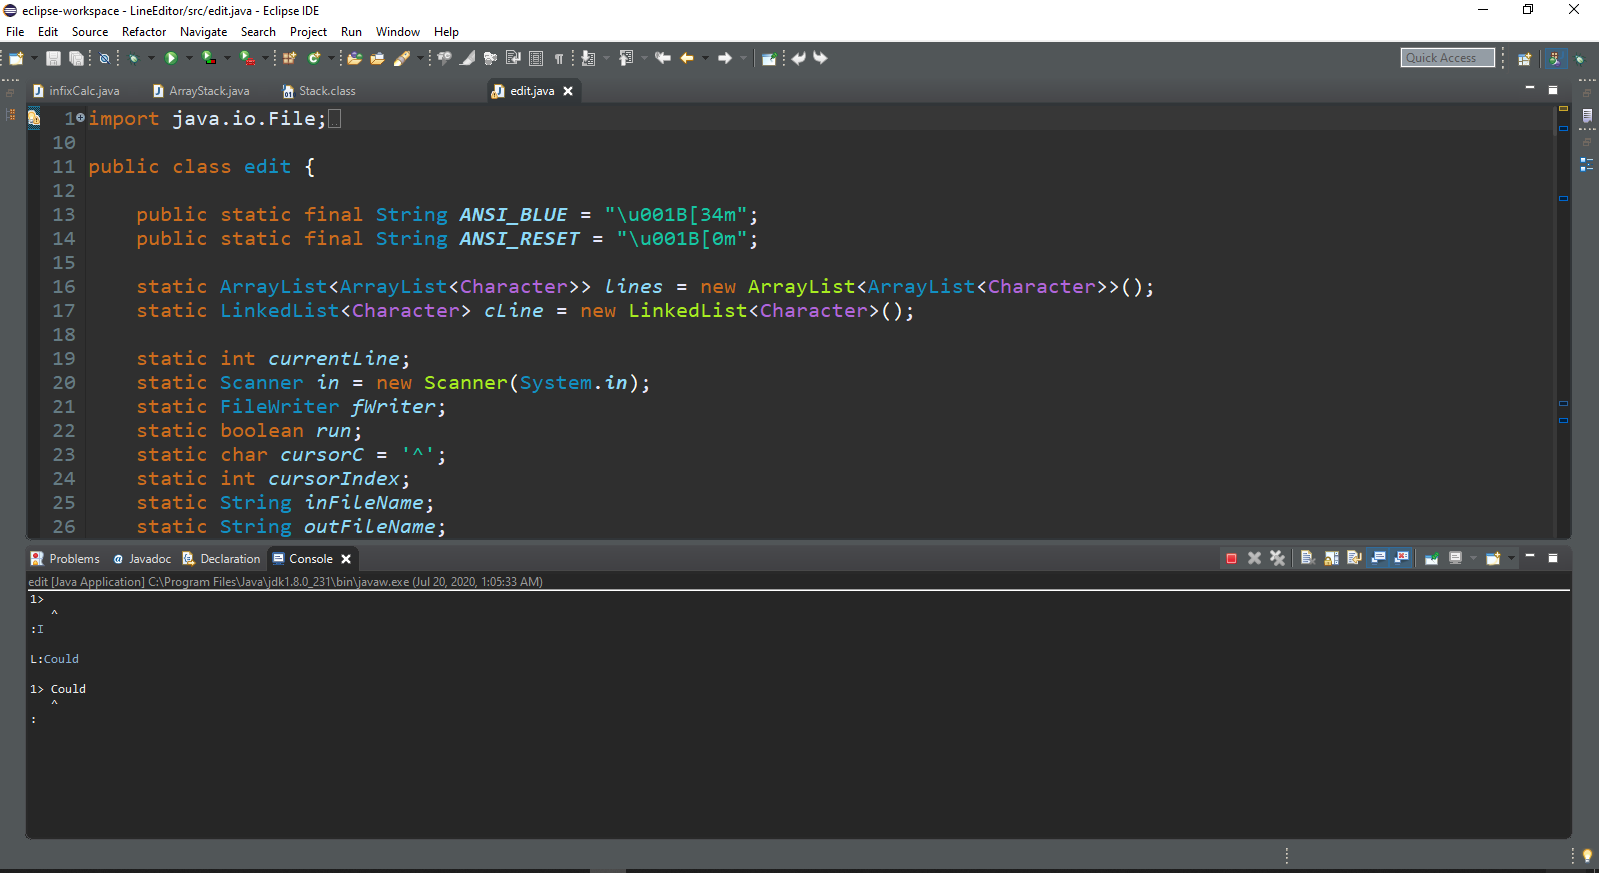 eclipse-workspace - LineEditor/src/edit.java - Eclipse IDE
File Edit Source Refactor Navigate Search Project Run Window Help
Quick Access
infixCalc.java ArrayStack.java Stack.class edit.java
1 import java.io.File;
10
11 public class edit {
12
13 public static final String ANSI_BLUE = "\u001B[34m";
14 public static final String ANSI_RESET = "\u001B[0m";
15
16 static ArrayList<ArrayList<Character>> lines = new ArrayList<ArrayList<Character>>();
17 static LinkedList<Character> cLine = new LinkedList<Character>();
18
19 static int currentLine;
20 static Scanner in = new Scanner(System.in);
21 static FileWriter fWriter;
22 static boolean run;
23 static char cursorC = '^';
24 static int cursorIndex;
25 static String inFileName;
26 static String outFileName;
Problems Javadoc Declaration Console
edit [Java Application] C:\Program Files\Java\jdk1.8.0_231\bin\javaw.exe (Jul 20, 2020, 1:05:33 AM)
1>
^
:I
L:Could
1> Could
^
: